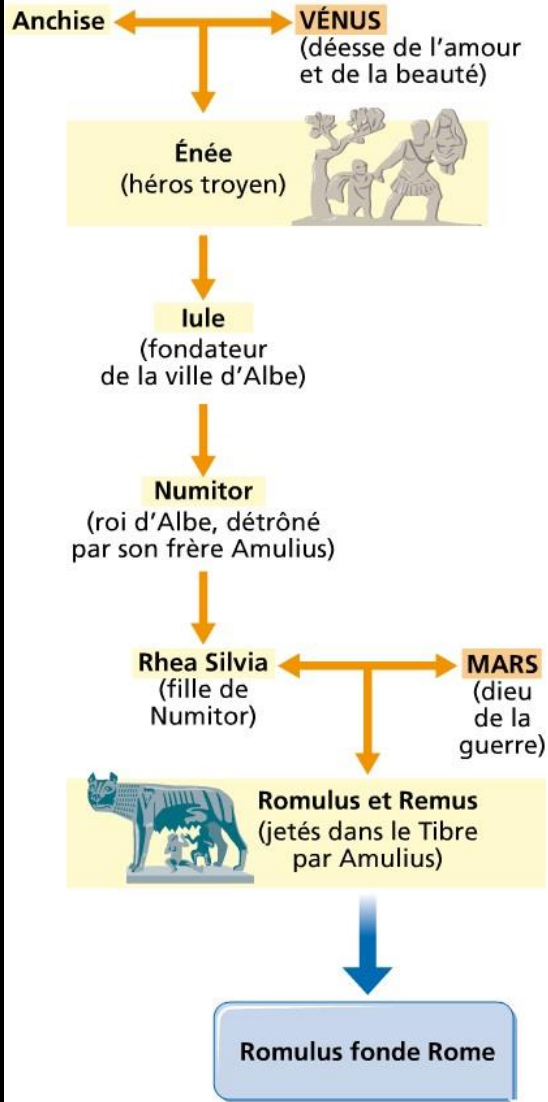 Anchise
VÉNUS
(déesse de l’amour
et de la beauté)
Énée
(héros troyen)
Iule
(fondateur
de la ville d’Albe)
Numitor
(roi d’Albe, détrôné
par son frère Amulius)
Rhea Silvia
(fille de
Numitor)
MARS
(dieu
de la
guerre)
Romulus et Remus
(jetés dans le Tibre
par Amulius)
Romulus fonde Rome